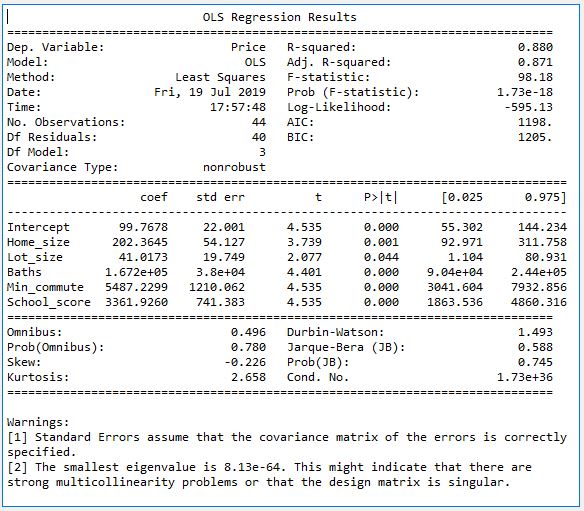 OLS Regression Results
==============================================================================
Dep. Variable:                  Price   R-squared:                       0.880
Model:                            OLS   Adj. R-squared:                  0.871
Method:                 Least Squares   F-statistic:                     98.18
Date:                Fri, 19 Jul 2019   Prob (F-statistic):           1.73e-18
Time:                        17:57:48   Log-Likelihood:                -595.13
No. Observations:                  44   AIC:                             1198.
Df Residuals:                      40   BIC:                             1205.
Df Model:                           3
Covariance Type:            nonrobust
================================================================================
                   coef    std err          t      P>|t|      [0.025      0.975]
--------------------------------------------------------------------------------
Intercept       99.7678     22.001      4.535      0.000      55.302     144.234
Home_size      202.3645     54.127      3.739      0.001      92.971     311.758
Lot_size        41.0173     19.749      2.077      0.044       1.104      80.931
Baths         1.672e+05    3.8e+04      4.401      0.000    9.04e+04    2.44e+05
Min_commute   5487.2299   1210.062      4.535      0.000    3041.604    7932.856
School_score  3361.9260    741.383      4.535      0.000    1863.536    4860.316
==============================================================================
Omnibus:                        0.496   Durbin-Watson:                   1.493
Prob(Omnibus):                  0.780   Jarque-Bera (JB):                0.588
Skew:                          -0.226   Prob(JB):                        0.745
Kurtosis:                       2.658   Cond. No.                     1.73e+36
==============================================================================
Warnings:
[1] Standard Errors assume that the covariance matrix of the errors is correctly
specified.
[2] The smallest eigenvalue is 8.13e-64. This might indicate that there are
strong multicollinearity problems or that the design matrix is singular.